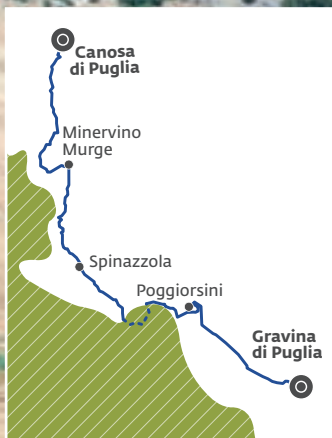 Canosa
di Puglia
Minervino
Murge
Spinazzola
Poggiorsini
Gravina
di Puglia